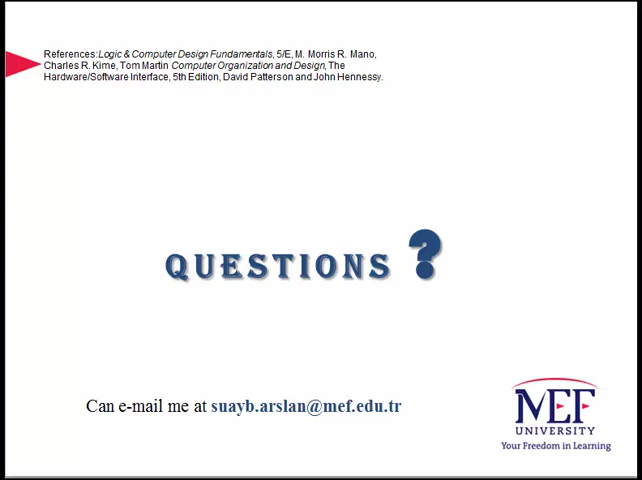 References: Logic & Computer Design Fundamentals, 5/E, M. Morris R. Mano,
Charles R. Kime, Tom Martin Computer Organization and Design, The
Hardware/Software Interface, 5th Edition, David Patterson and John Hennessy.
QUESTIONS ?
Can e-mail me at suayb.arslan@mef.edu.tr
MEF
UNIVERSITY
Your Freedom in Learning